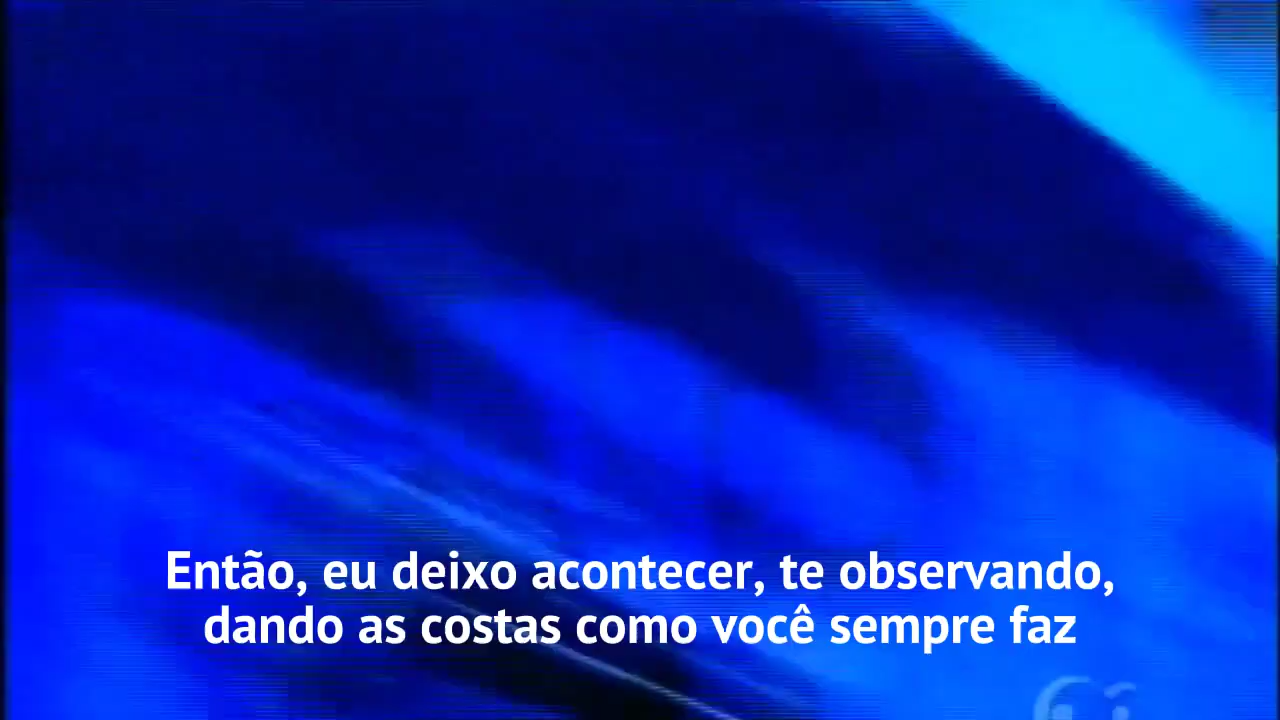 Então, eu deixo acontecer, te observando,
dando as costas como você sempre faz